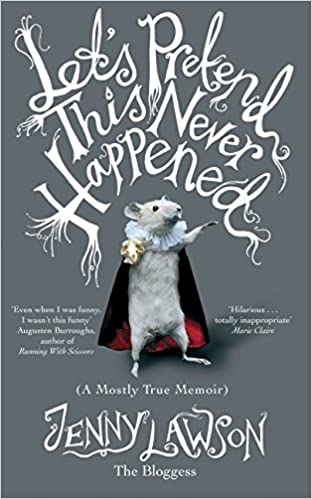 Let's Pretend
This Never
Happened
'Even when I was funny,
I wasn't this funny'
Augusten Burroughs,
author of
Running With Scissors
'Hilarious . . .
totally inappropriate'
Marie Claire
(A Mostly True Memoir)
JENNY LAWSON
The Bloggess